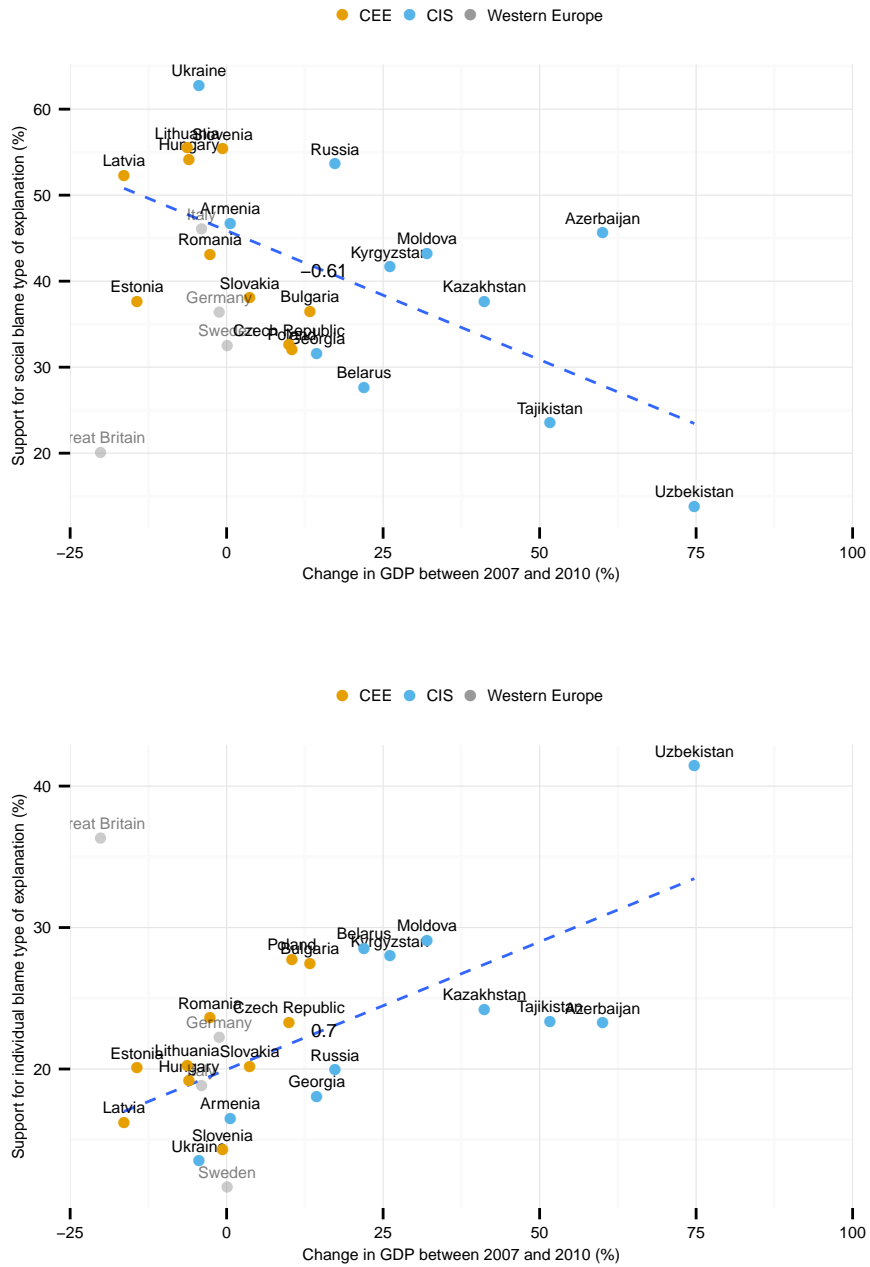 CEE CIS Western Europe
Ukraine
Lithuania Slovenia
Hungary
Russia
Latvia
Armenia
Italy
Azerbaijan
Romania
Moldova
Kyrgyzstan
−0.61
Estonia
Slovakia
Kazakhstan
Germany
Bulgaria
Sweden Czech Republic
Poland Georgia
Belarus
Tajikistan
reat Britain
Uzbekistan
60
50
40
30
20
Support for social blame type of explanation (%)
−25 0 25 50 75 100
Change in GDP between 2007 and 2010 (%)
CEE CIS Western Europe
Uzbekistan
reat Britain
Moldova
Belarus
Kyrgyzstan
Poland
Bulgaria
Kazakhstan
Romania
Czech Republic
Tajikistan Azerbaijan
Germany
0.7
Estonia Lithuania Slovakia
Russia
Hungary Italy
Georgia
Latvia
Armenia
Slovenia
Ukraine
Sweden
40
30
20
Support for individual blame type of explanation (%)
−25 0 25 50 75 100
Change in GDP between 2007 and 2010 (%)